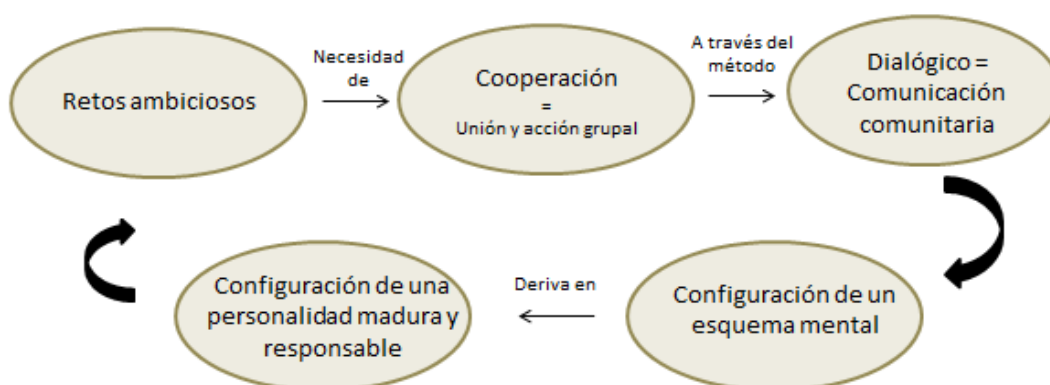 Retos ambiciosos
Necesidad
de
Cooperación
=
Unión y acción grupal
A través del
método
Dialógico =
Comunicación
comunitaria
Configuración de un
esquema mental
Deriva en
Configuración de una
personalidad madura y
responsable